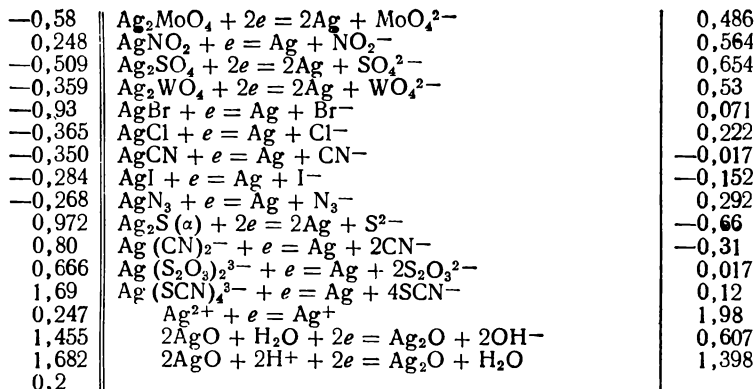 —0,58 Ag₂MoO₄ + 2e = 2Ag + MoO₄²⁻ 0,486
0,248 AgNO₂ + e = Ag + NO₂⁻ 0,564
—0,509 Ag₂SO₄ + 2e = 2Ag + SO₄²⁻ 0,654
—0,359 Ag₂WO₄ + 2e = 2Ag + WO₄²⁻ 0,53
—0,93 AgBr + e = Ag + Br⁻ 0,071
—0,365 AgCl + e = Ag + Cl⁻ 0,222
—0,350 AgCN + e = Ag + CN⁻ —0,017
—0,284 AgI + e = Ag + I⁻ —0,152
—0,268 AgN₃ + e = Ag + N₃⁻ 0,292
0,972 Ag₂S (α) + 2e = 2Ag + S²⁻ —0,66
0,80 Ag (CN)₂⁻ + e = Ag + 2CN⁻ —0,31
0,666 Ag (S₂O₃)₂³⁻ + e = Ag + 2S₂O₃²⁻ 0,017
1,69 Ag (SCN)₄³⁻ + e = Ag + 4SCN⁻ 0,12
0,247 Ag²⁺ + e = Ag⁺ 1,98
1,455 2AgO + H₂O + 2e = Ag₂O + 2OH⁻ 0,607
1,682 2AgO + 2H⁺ + 2e = Ag₂O + H₂O 1,398
0,2